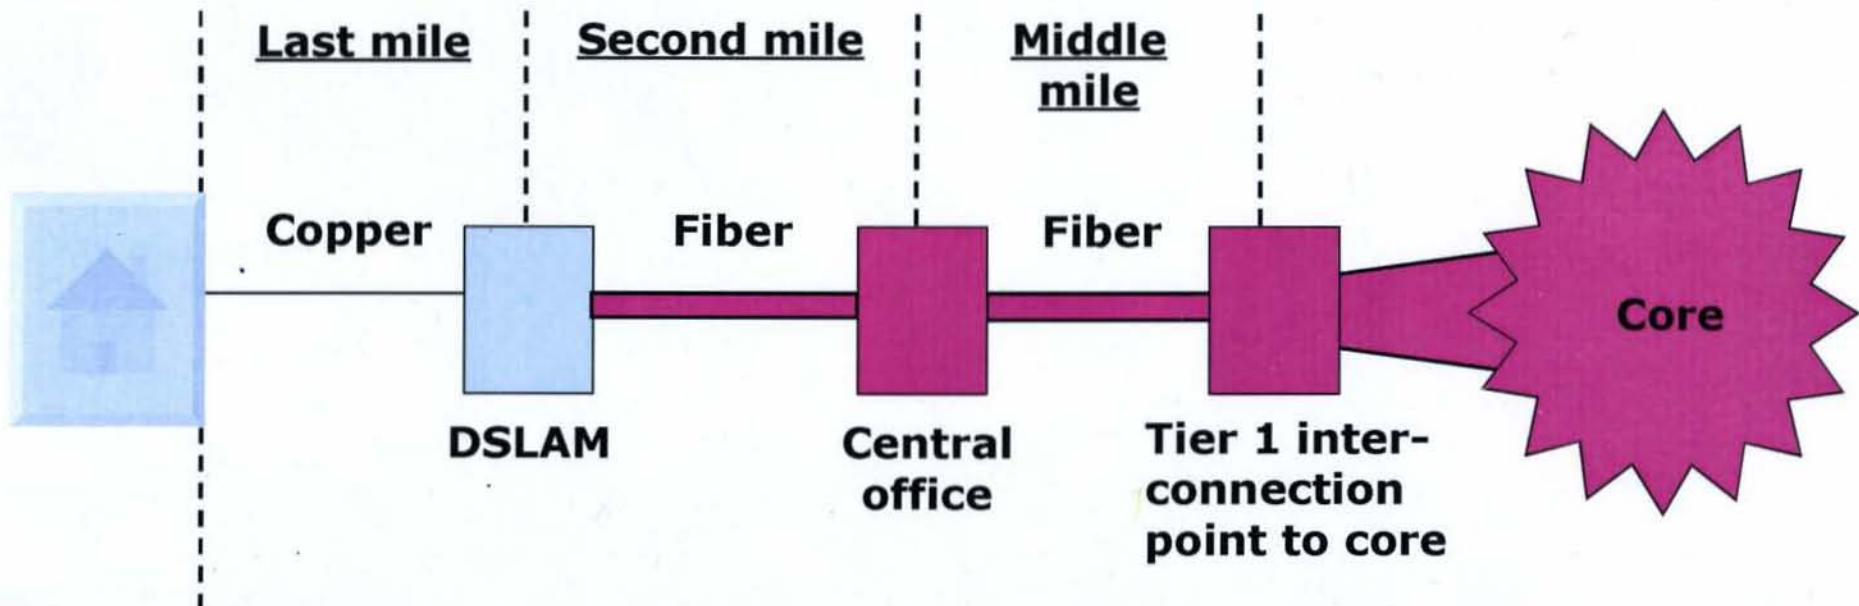 Last mile
Second mile
Middle
mile
Copper
Fiber
Fiber
Core
DSLAM
Central
office
Tier 1 inter-
connection
point to core